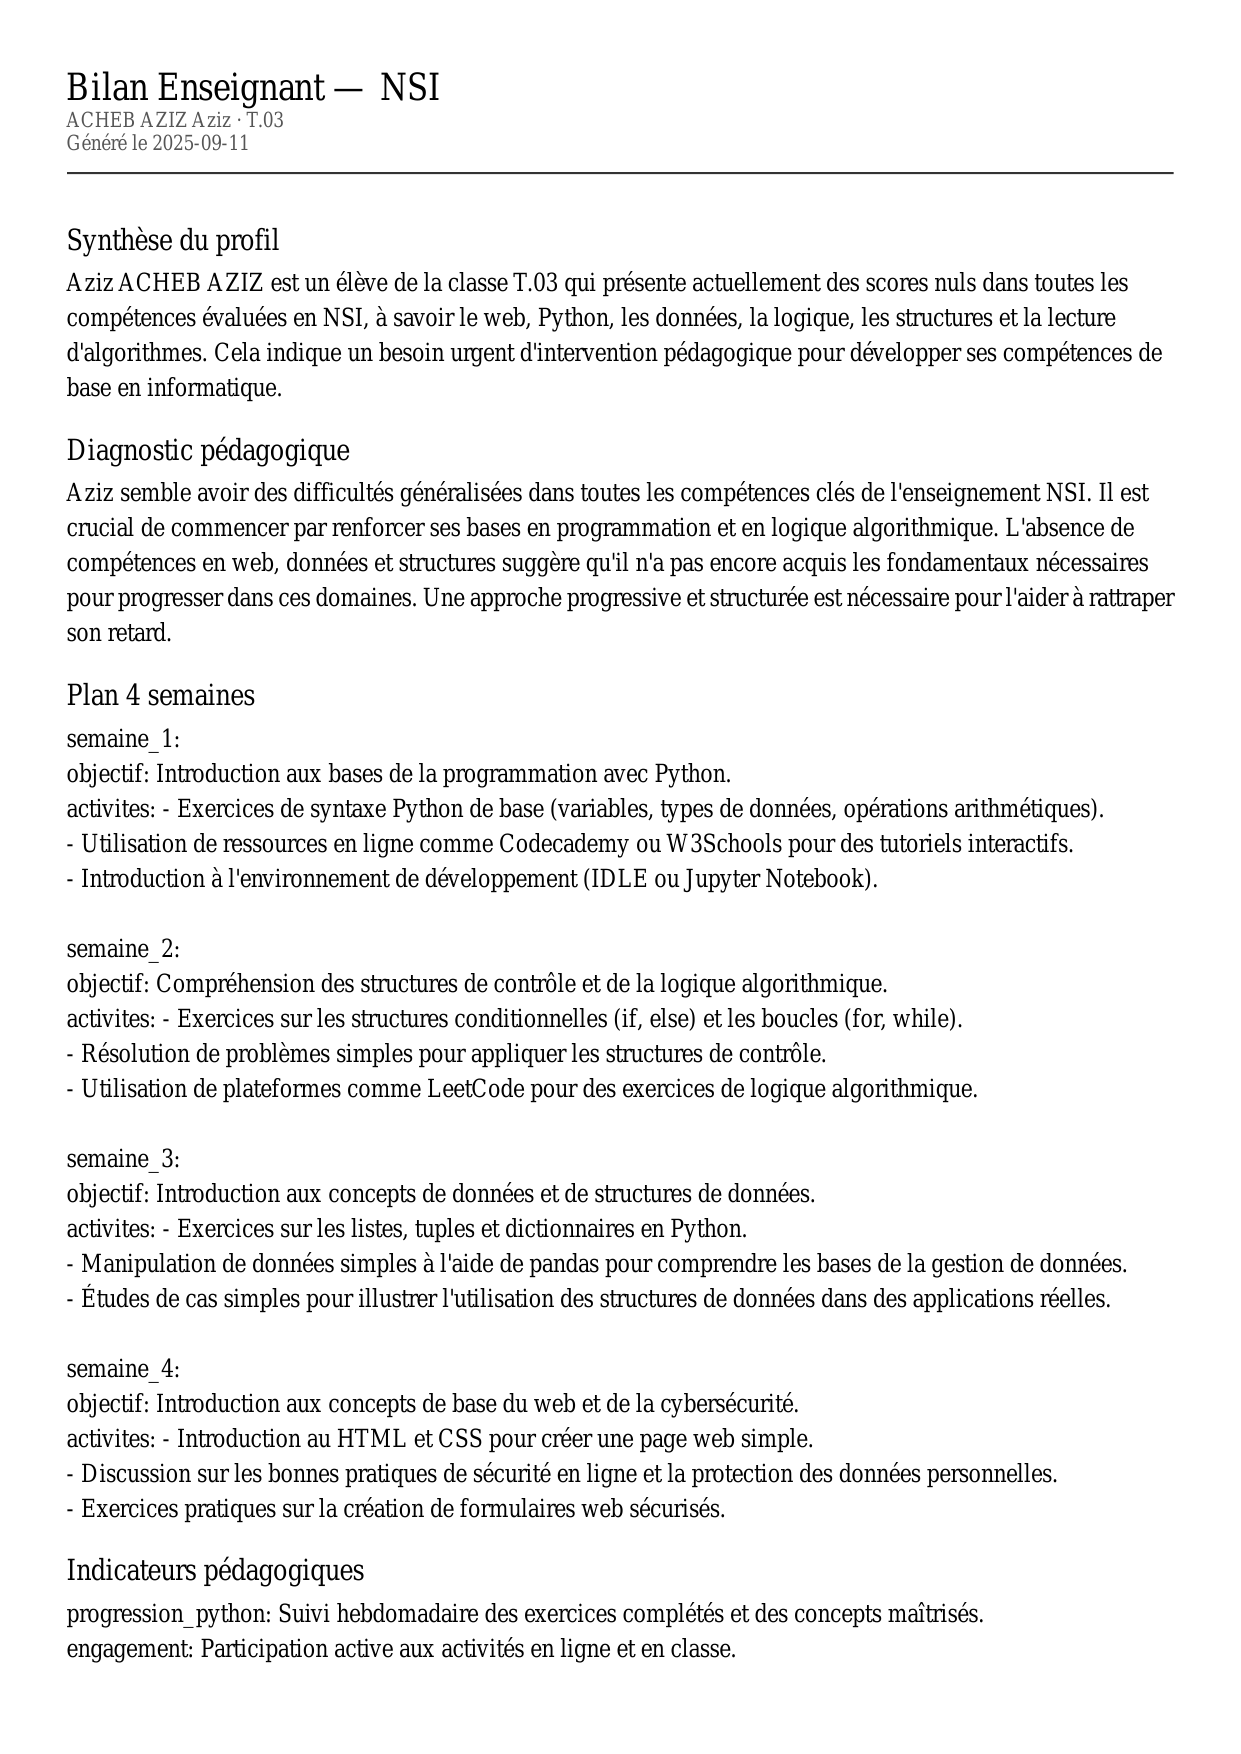 Bilan Enseignant — NSI
ACHEB AZIZ Aziz · T.03
Généré le 2025-09-11
Synthèse du profil
Aziz ACHEB AZIZ est un élève de la classe T.03 qui présente actuellement des scores nuls dans toutes les
compétences évaluées en NSI, à savoir le web, Python, les données, la logique, les structures et la lecture
d'algorithmes. Cela indique un besoin urgent d'intervention pédagogique pour développer ses compétences de
base en informatique.
Diagnostic pédagogique
Aziz semble avoir des difficultés généralisées dans toutes les compétences clés de l'enseignement NSI. Il est
crucial de commencer par renforcer ses bases en programmation et en logique algorithmique. L'absence de
compétences en web, données et structures suggère qu'il n'a pas encore acquis les fondamentaux nécessaires
pour progresser dans ces domaines. Une approche progressive et structurée est nécessaire pour l'aider à rattraper
son retard.
Plan 4 semaines
semaine_1:
objectif: Introduction aux bases de la programmation avec Python.
activites: - Exercices de syntaxe Python de base (variables, types de données, opérations arithmétiques).
- Utilisation de ressources en ligne comme Codecademy ou W3Schools pour des tutoriels interactifs.
- Introduction à l'environnement de développement (IDLE ou Jupyter Notebook).
semaine_2:
objectif: Compréhension des structures de contrôle et de la logique algorithmique.
activites: - Exercices sur les structures conditionnelles (if, else) et les boucles (for, while).
- Résolution de problèmes simples pour appliquer les structures de contrôle.
- Utilisation de plateformes comme LeetCode pour des exercices de logique algorithmique.
semaine_3:
objectif: Introduction aux concepts de données et de structures de données.
activites: - Exercices sur les listes, tuples et dictionnaires en Python.
- Manipulation de données simples à l'aide de pandas pour comprendre les bases de la gestion de données.
- Études de cas simples pour illustrer l'utilisation des structures de données dans des applications réelles.
semaine_4:
objectif: Introduction aux concepts de base du web et de la cybersécurité.
activites: - Introduction au HTML et CSS pour créer une page web simple.
- Discussion sur les bonnes pratiques de sécurité en ligne et la protection des données personnelles.
- Exercices pratiques sur la création de formulaires web sécurisés.
Indicateurs pédagogiques
progression_python: Suivi hebdomadaire des exercices complétés et des concepts maîtrisés.
engagement: Participation active aux activités en ligne et en classe.